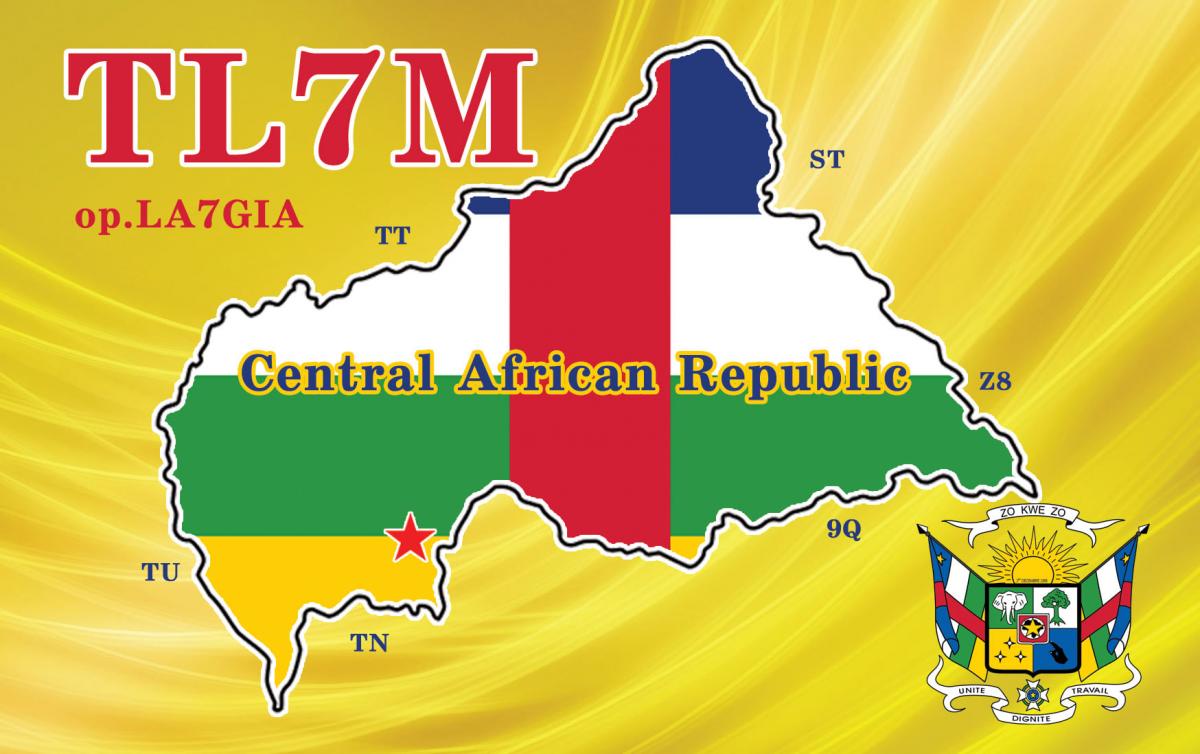 TL7M
op.LA7GIA
ST
TT
Central African Republic
Z8
9Q
TU
TN
ZO KWE ZO
UNITE
TRAVAIL
DIGNITE